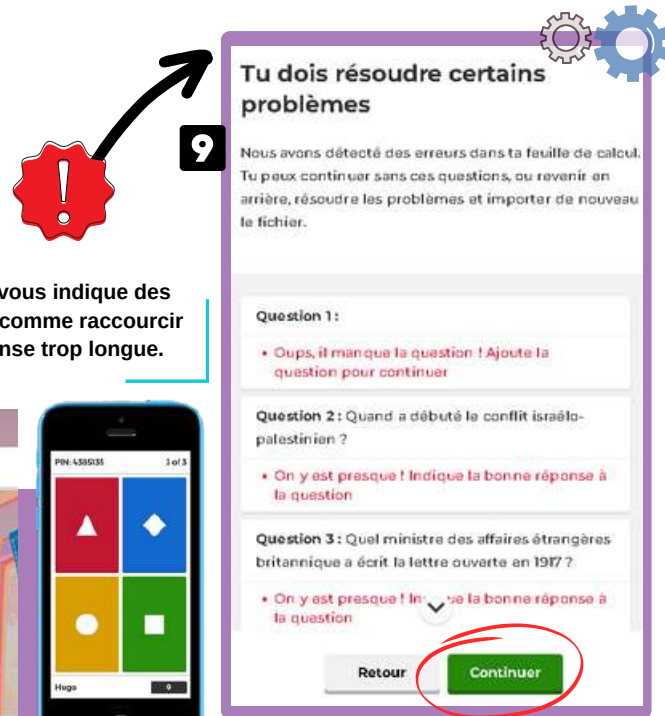 Tu dois résoudre certains
problèmes
9
Nous avons détecté des erreurs dans ta feuille de calcul.
Tu peux continuer sans ces questions, ou revenir en
arrière, résoudre les problèmes et importer de nouveau
le fichier.
vous indique des
comme raccourcir
nse trop longue.
Question 1 :
• Oups, il manque la question ! Ajoute la
question pour continuer
Question 2 : Quand a débuté le conflit israélo-
palestinien ?
• On y est presque ! Indique la bonne réponse à
la question
Question 3 : Quel ministre des affaires étrangères
britannique a écrit la lettre ouverte en 1917 ?
• On y est presque ! In ue la bonne réponse à
la question
Retour
Continuer
PIN: 4385135
3 of 3
Hugo
0